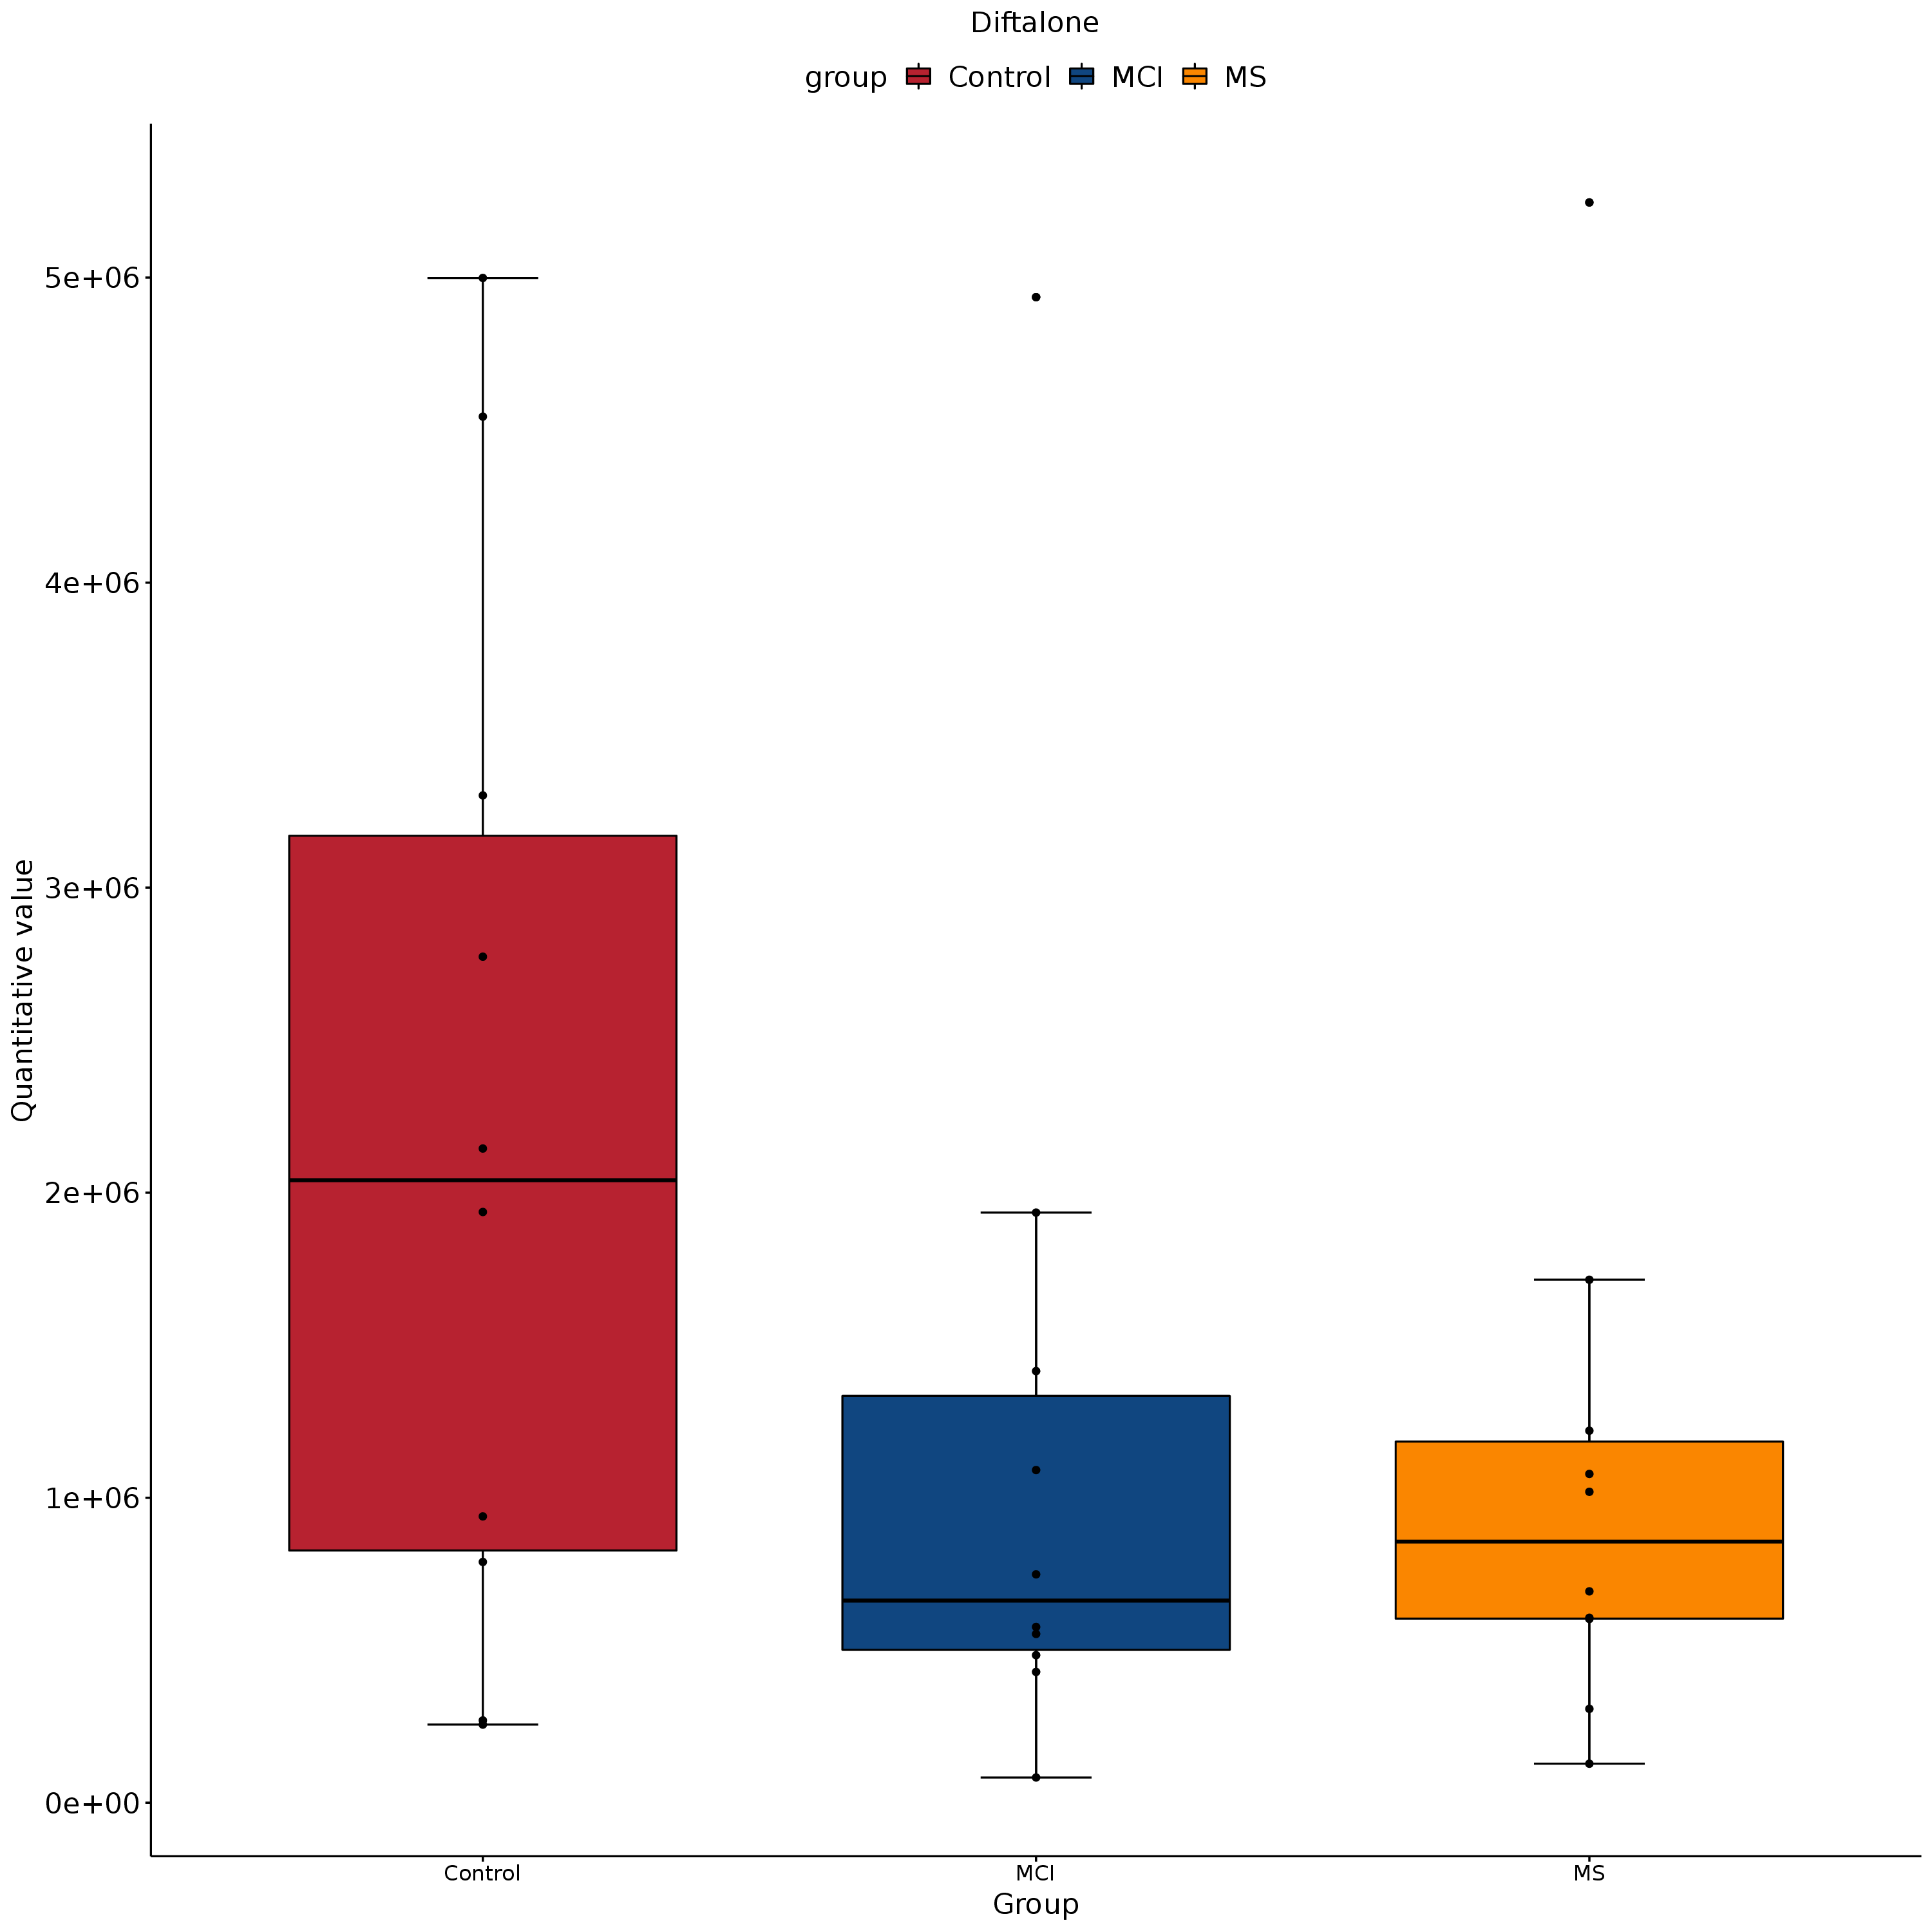 Diftalone
group Control MCI MS
Quantitative value
5e+06
4e+06
3e+06
2e+06
1e+06
0e+00
Control MCI MS
Group